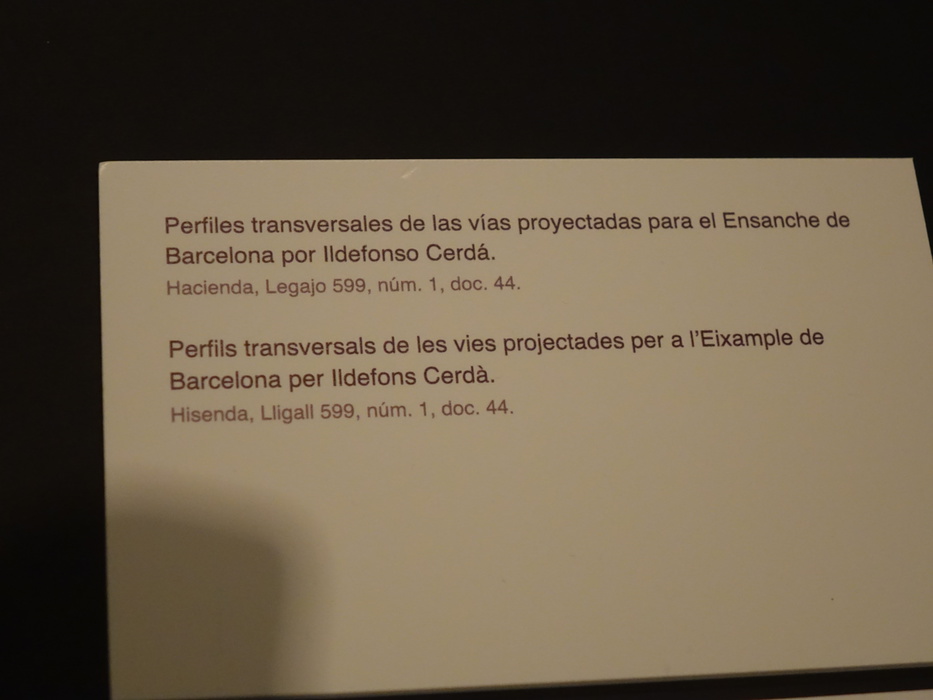 Perfiles transversales de las vías proyectadas para el Ensanche de
Barcelona por Ildefonso Cerdá.
Hacienda, Legajo 599, núm. 1, doc. 44.
Perfils transversals de les vies projectades per a l'Eixample de
Barcelona per Ildefons Cerdà.
Hisenda, Lligall 599, núm. 1, doc. 44.